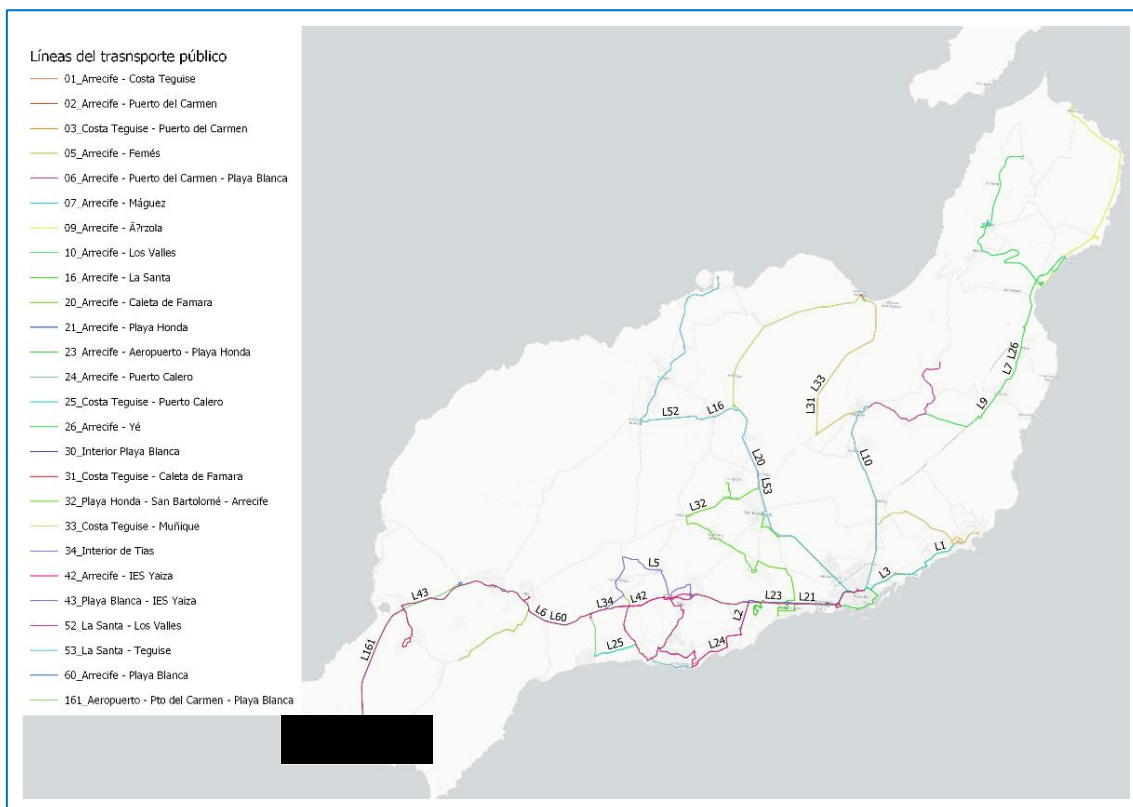 Líneas del trasnsporte público
01_Arrecife - Costa Teguise
02_Arrecife - Puerto del Carmen
03_Costa Teguise - Puerto del Carmen
05_Arrecife - Femés
06_Arrecife - Puerto del Carmen - Playa Blanca
07_Arrecife - Máguez
09_Arrecife - Ã?rzola
10_Arrecife - Los Valles
16_Arrecife - La Santa
20_Arrecife - Caleta de Famara
21_Arrecife - Playa Honda
23_Arrecife - Aeropuerto - Playa Honda
24_Arrecife - Puerto Calero
25_Costa Teguise - Puerto Calero
26_Arrecife - Yé
30_Interior Playa Blanca
31_Costa Teguise - Caleta de Famara
32_Playa Honda - San Bartolomé - Arrecife
33_Costa Teguise - Muñique
34_Interior de Tias
42_Arrecife - IES Yaiza
43_Playa Blanca - IES Yaiza
52_La Santa - Los Valles
53_La Santa - Teguise
60_Arrecife - Playa Blanca
161_Aeropuerto - Pto del Carmen - Playa Blanca
L26
L7
L9
L33
L31
L52
L16
L20
L53
L10
L32
L1
L3
L5
L43
L34
L42
L23
L21
L6
L60
L2
L24
L25
L161